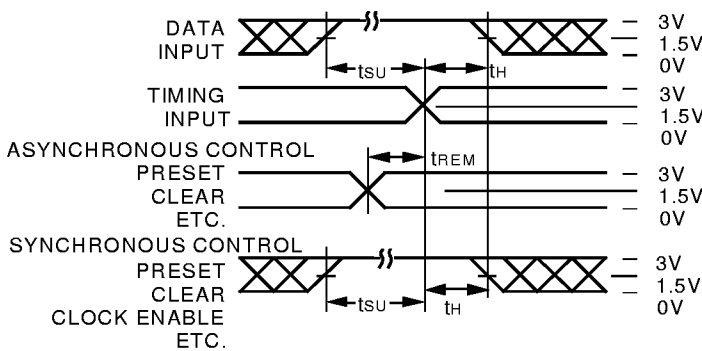 DATA
INPUT
tSU
tH
3V
1.5V
0V
TIMING
INPUT
3V
1.5V
0V
ASYNCHRONOUS CONTROL
PRESET
CLEAR
ETC.
tREM
3V
1.5V
0V
SYNCHRONOUS CONTROL
PRESET
CLEAR
CLOCK ENABLE
ETC.
tSU
tH
3V
1.5V
0V